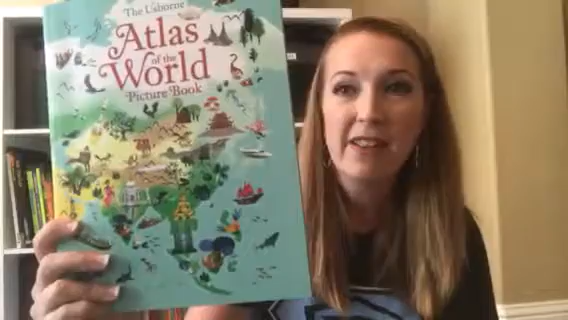 The Usborne
Atlas
of the
World
Picture Book